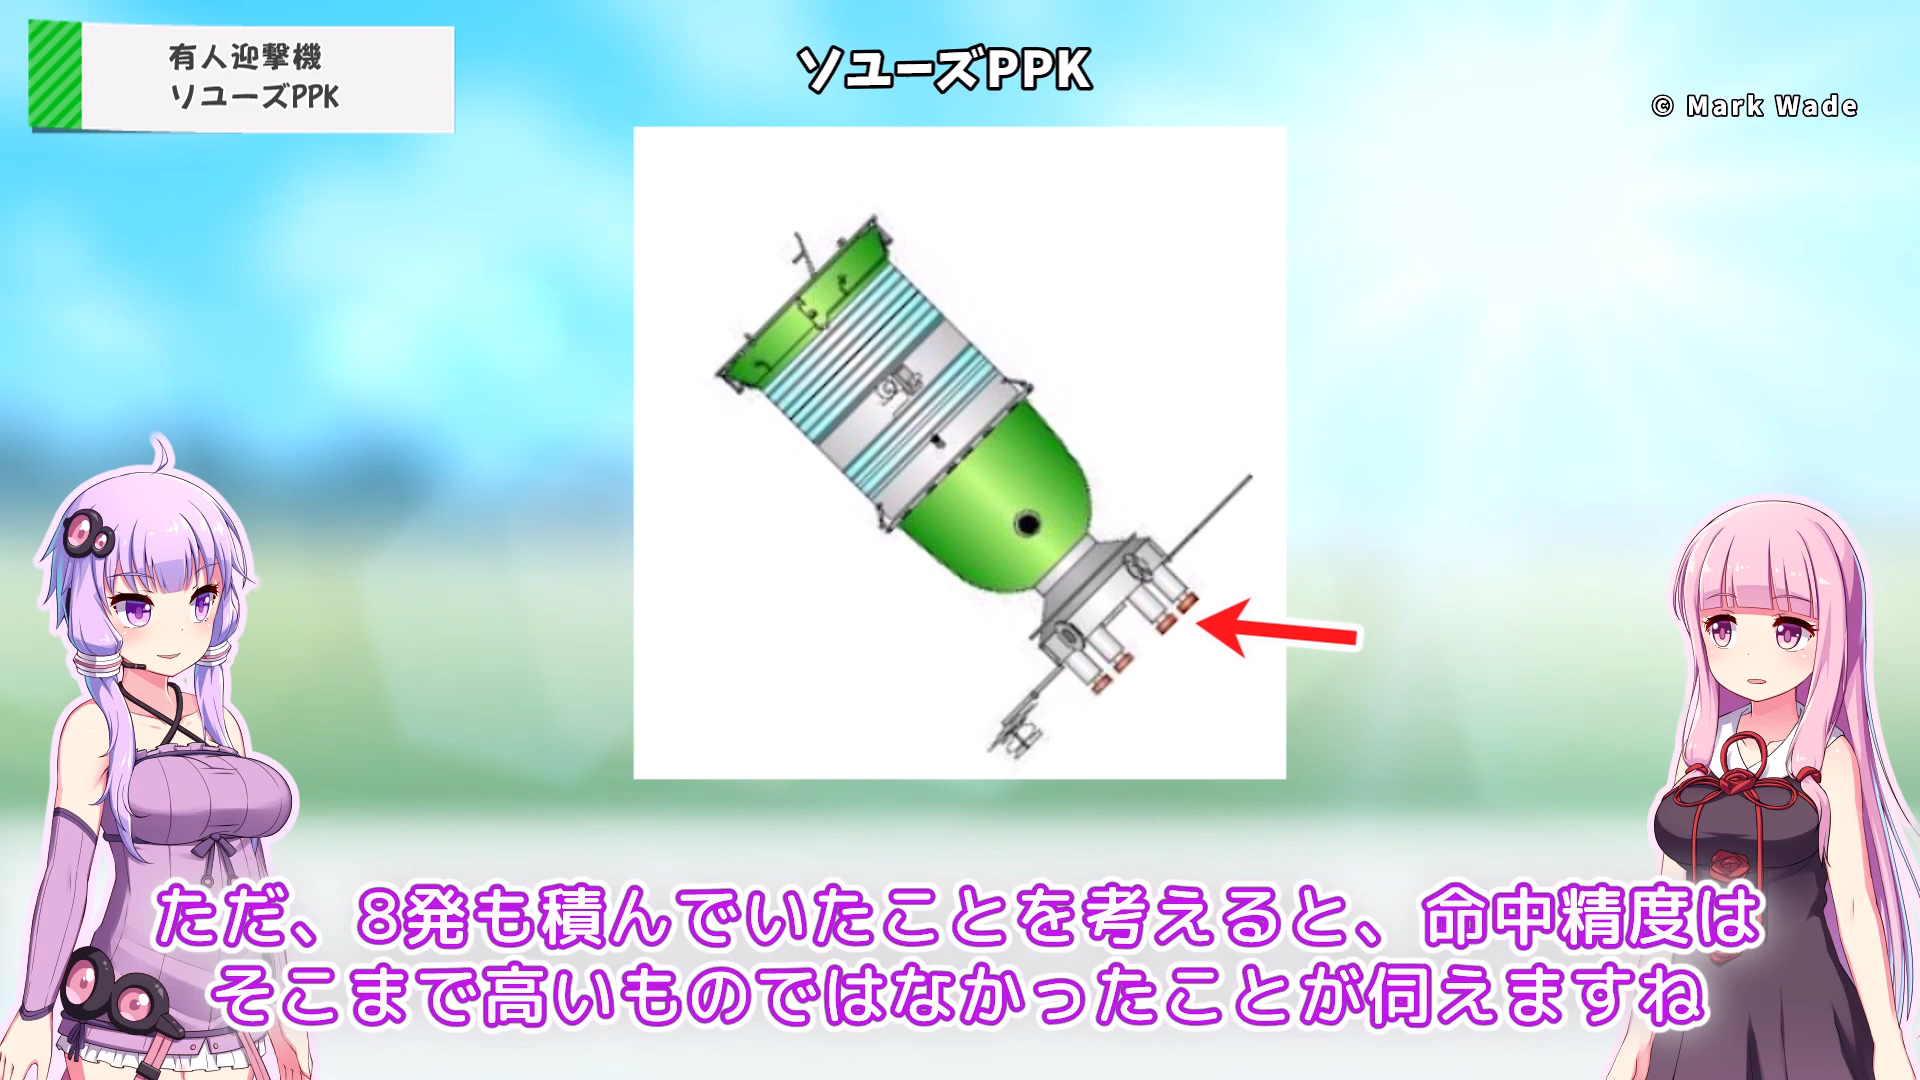 有人迎撃機
ソユーズPPK
ソユーズPPK
© Mark Wade
ただ、8発も積んでいたことを考えると、命中精度は
そこまで高いものではなかったことが伺えますね